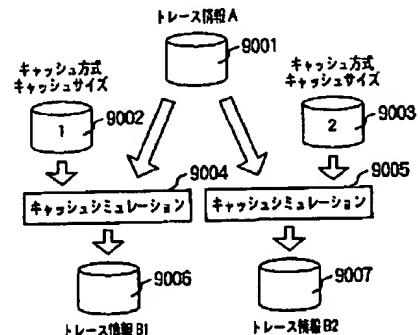 トレース情報A
9001
キャッシュ方式
キャッシュサイズ
1
9002
キャッシュ方式
キャッシュサイズ
2
9003
9004
キャッシュシミュレーション
9005
キャッシュシミュレーション
9006
トレース情報B1
9007
トレース情報B2